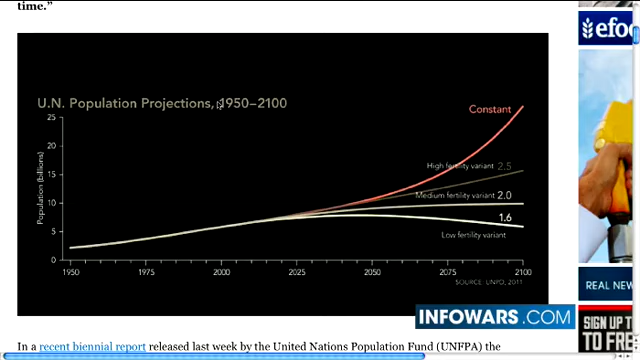 time."
U.N. Population Projections, 1950–2100
Constant
25
20
15
10
5
0
Population (billions)
High fertility variant 2.5
Medium fertility variant 2.0
1.6
Low fertility variant
1950
1975
2000
2025
2050
2075
2100
SOURCE: UNPD, 2011
INFOWARS.COM
In a recent biennial report released last week by the United Nations Population Fund (UNFPA) the
efoo
REAL NEW
SIGN UP T
TO FRE